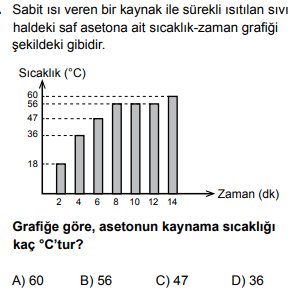 . Sabit ısı veren bir kaynak ile sürekli ısıtılan sıvı
haldeki saf asetona ait sıcaklık-zaman grafiği
şekildeki gibidir.
Sıcaklık (°C)
60
56
47
36
18
2 4 6 8 10 12 14
Zaman (dk)
Grafiğe göre, asetonun kaynama sıcaklığı
kaç °C'tur?
A) 60 B) 56 C) 47 D) 36